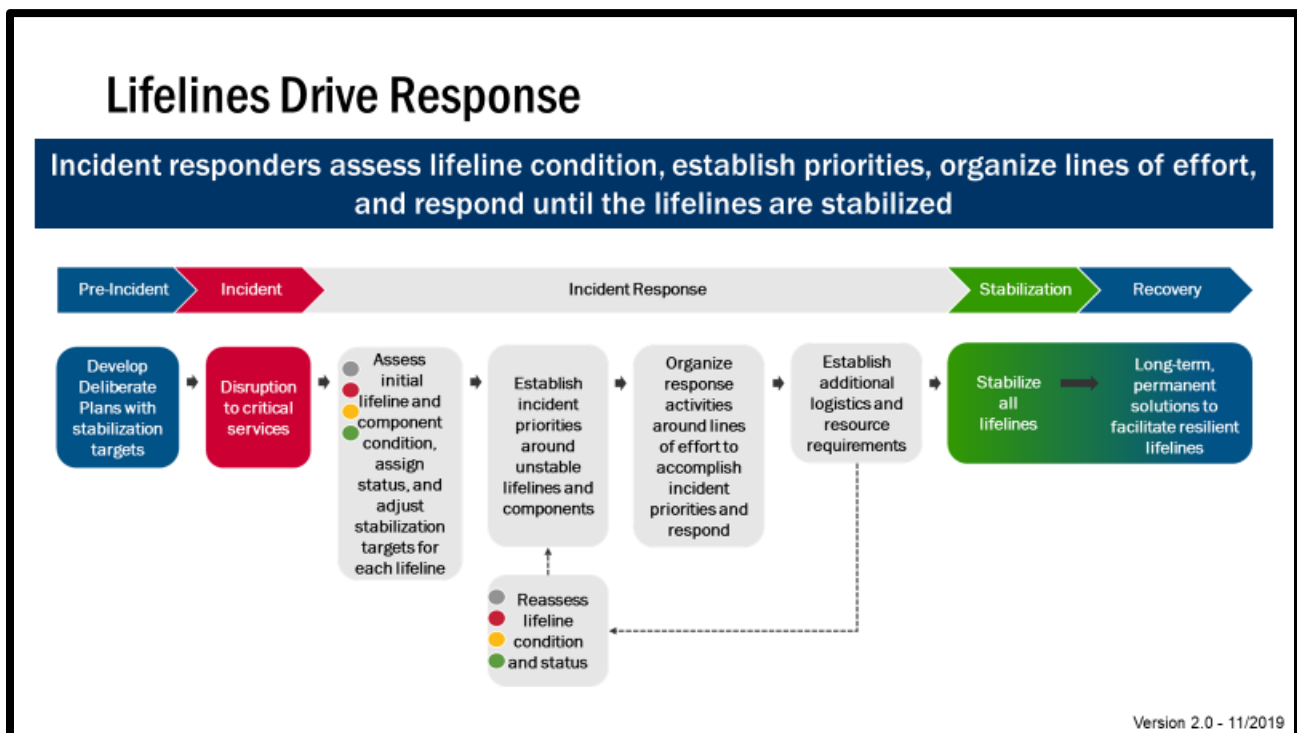 Lifelines Drive Response
Incident responders assess lifeline condition, establish priorities, organize lines of effort,
and respond until the lifelines are stabilized
Pre-Incident
Incident
Incident Response
Stabilization
Recovery
Develop
Deliberate
Plans with
stabilization
targets
Disruption
to critical
services
Assess
initial
lifeline and
component
condition,
assign
status, and
adjust
stabilization
targets for
each lifeline
Establish
incident
priorities
around
unstable
lifelines and
components
Organize
response
activities
around lines
of effort to
accomplish
incident
priorities and
respond
Establish
additional
logistics and
resource
requirements
Stabilize
all
lifelines
Long-term,
permanent
solutions to
facilitate resilient
lifelines
Reassess
lifeline
condition
and status
Version 2.0 - 11/2019